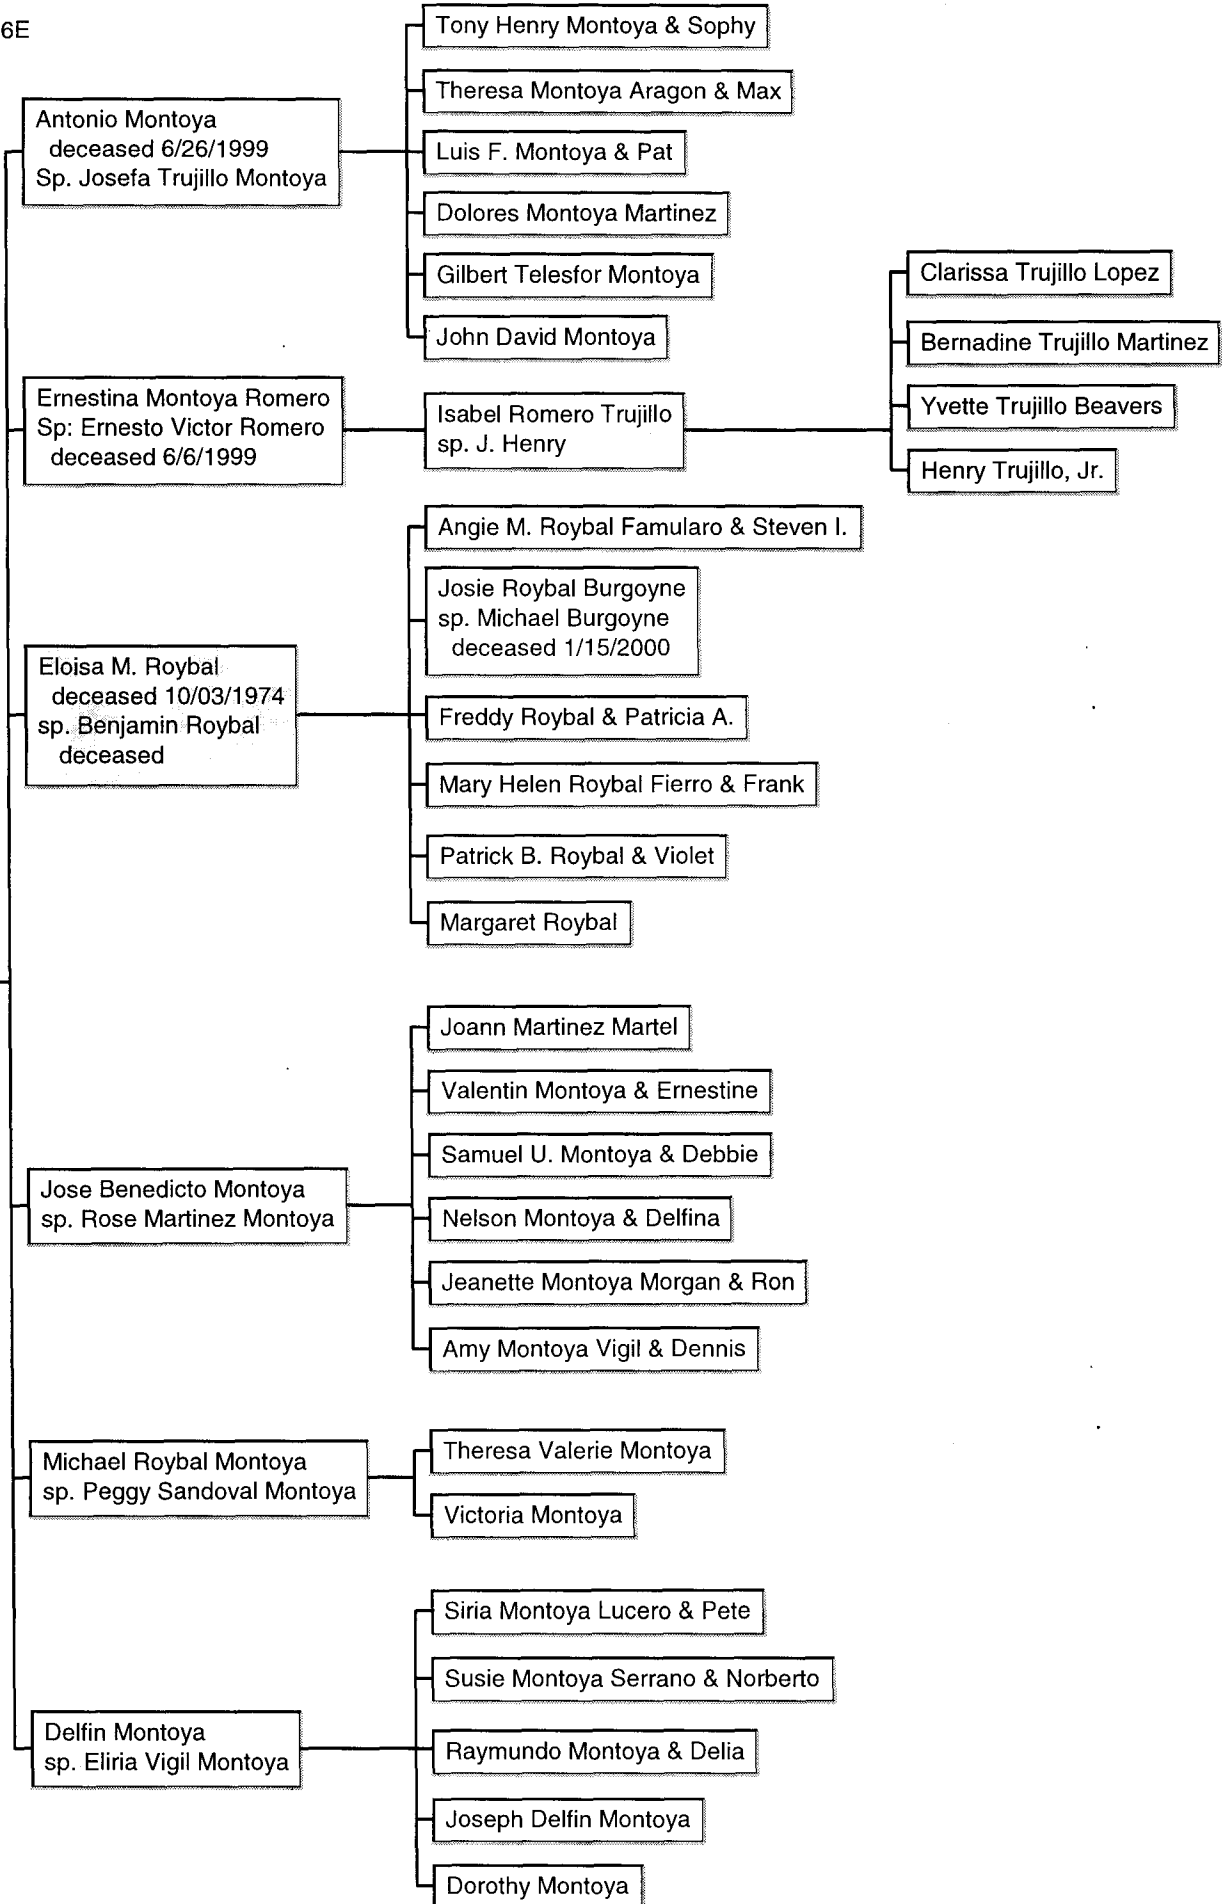 6E
Tony Henry Montoya & Sophy
Theresa Montoya Aragon & Max
Antonio Montoya
deceased 6/26/1999
Sp. Josefa Trujillo Montoya
Luis F. Montoya & Pat
Dolores Montoya Martinez
Gilbert Telesfor Montoya
John David Montoya
Ernestina Montoya Romero
Sp: Ernesto Victor Romero
deceased 6/6/1999
Isabel Romero Trujillo
sp. J. Henry
Clarissa Trujillo Lopez
Bernadine Trujillo Martinez
Yvette Trujillo Beavers
Henry Trujillo, Jr.
Eloisa M. Roybal
deceased 10/03/1974
sp. Benjamin Roybal
deceased
Angie M. Roybal Famularo & Steven I.
Josie Roybal Burgoyne
sp. Michael Burgoyne
deceased 1/15/2000
Freddy Roybal & Patricia A.
Mary Helen Roybal Fierro & Frank
Patrick B. Roybal & Violet
Margaret Roybal
Jose Benedicto Montoya
sp. Rose Martinez Montoya
Joann Martinez Martel
Valentin Montoya & Ernestine
Samuel U. Montoya & Debbie
Nelson Montoya & Delfina
Jeanette Montoya Morgan & Ron
Amy Montoya Vigil & Dennis
Michael Roybal Montoya
sp. Peggy Sandoval Montoya
Theresa Valerie Montoya
Victoria Montoya
Delfin Montoya
sp. Eliria Vigil Montoya
Siria Montoya Lucero & Pete
Susie Montoya Serrano & Norberto
Raymundo Montoya & Delia
Joseph Delfin Montoya
Dorothy Montoya